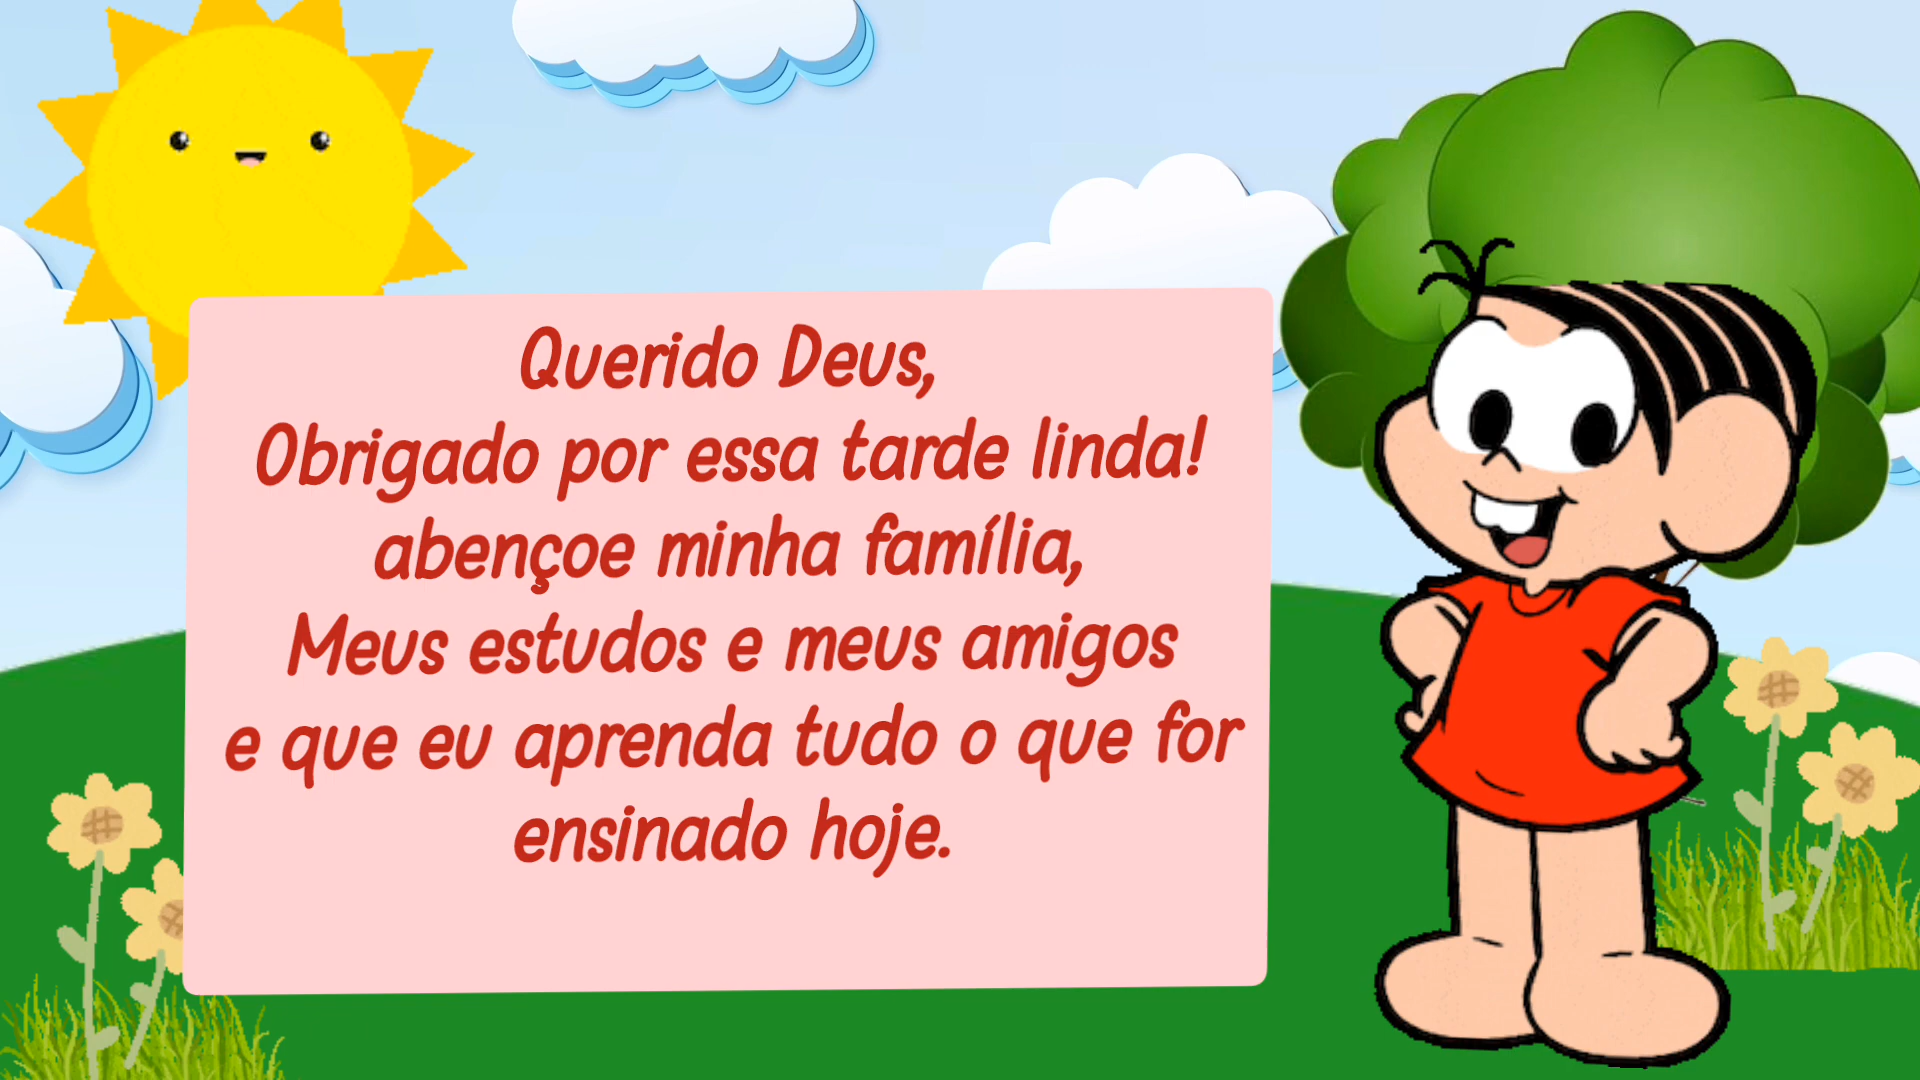 Querido Deus,
Obrigado por essa tarde linda!
abençoe minha família,
Meus estudos e meus amigos
e que eu aprenda tudo o que for
ensinado hoje.